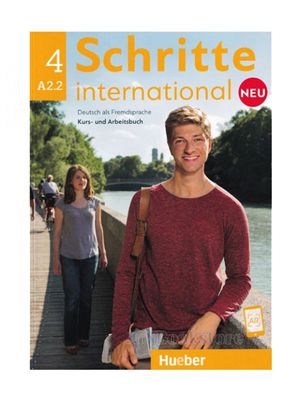 4
A2.2
Schritte
international
NEU
Deutsch als Fremdsprache
Kurs- und Arbeitsbuch
AR
Hueber